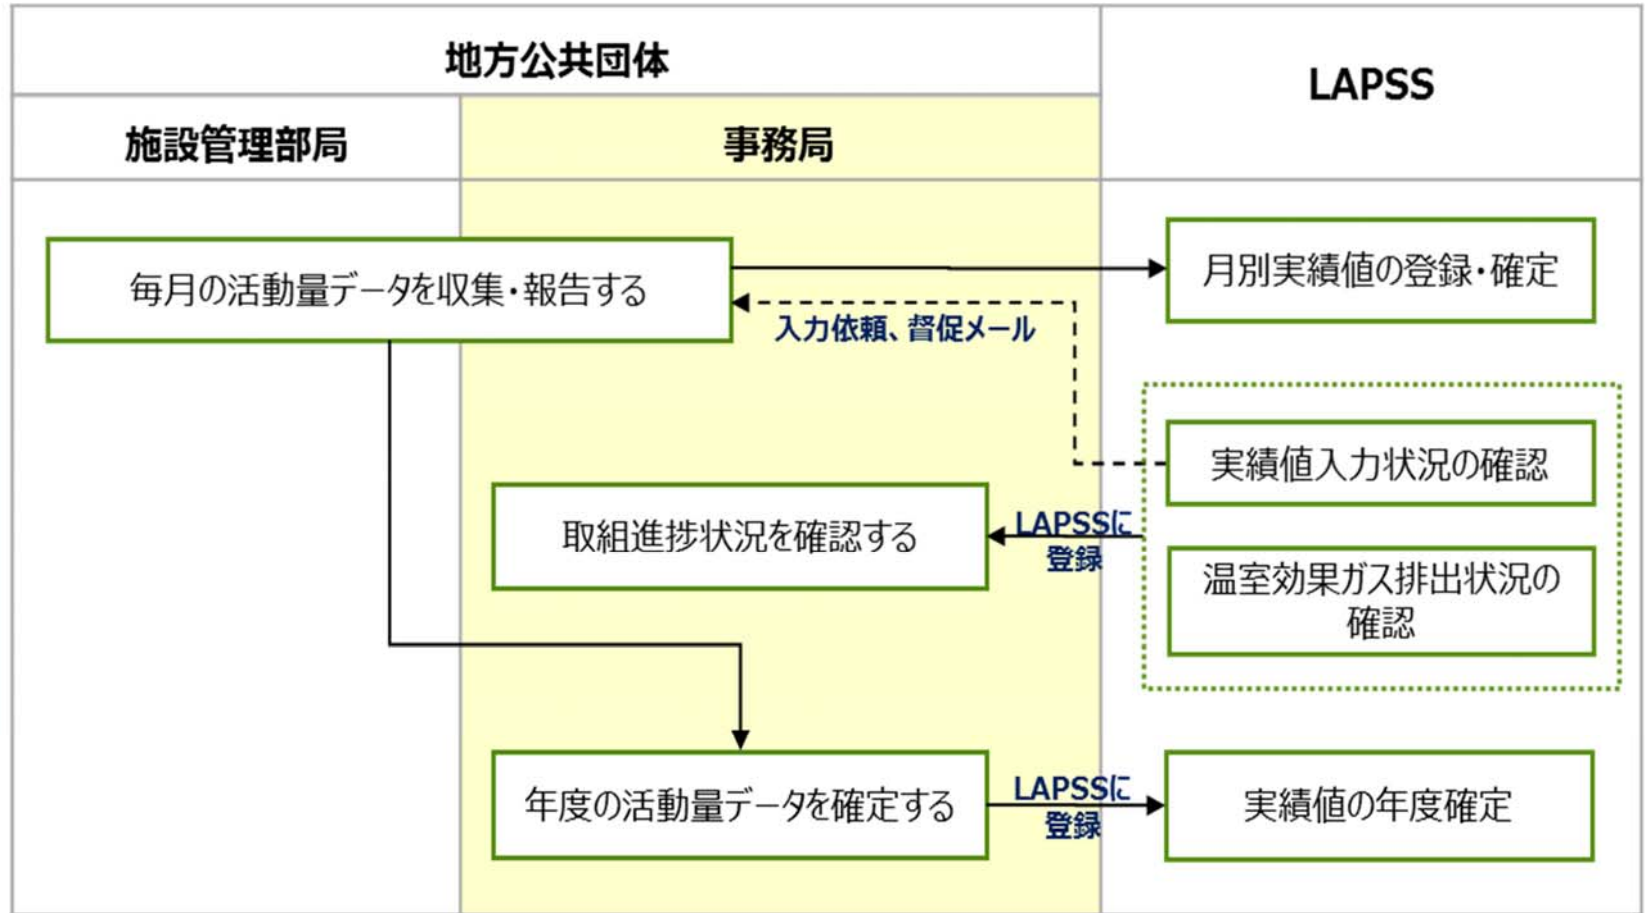 地方公共団体
LAPSS
施設管理部局
事務局
毎月の活動量データを収集・報告する
月別実績値の登録・確定
入力依頼、督促メール
実績値入力状況の確認
取組進捗状況を確認する
LAPSSに
登録
温室効果ガス排出状況の
確認
年度の活動量データを確定する
LAPSSに
登録
実績値の年度確定